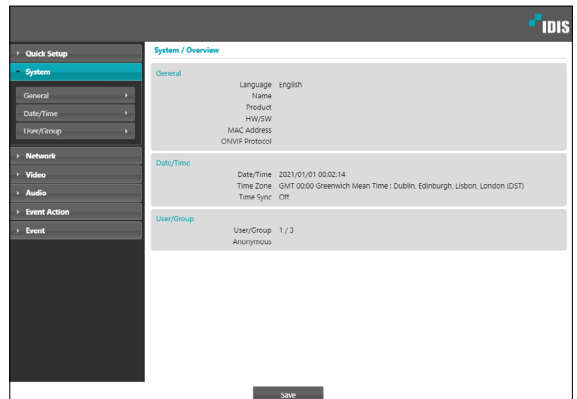 IDIS
Quick Setup
System
General
Date/Time
User/Group
Network
Video
Audio
Event Action
Event
System / Overview
General
Language English
Name
Product
HW/SW
MAC Address
ONVIF Protocol
Date/Time
Date/Time 2021/01/01 00:02:14
Time Zone GMT 00:00 Greenwich Mean Time : Dublin, Edinburgh, Lisbon, London (DST)
Time Sync Off
User/Group
User/Group 1 / 3
Anonymous
Save